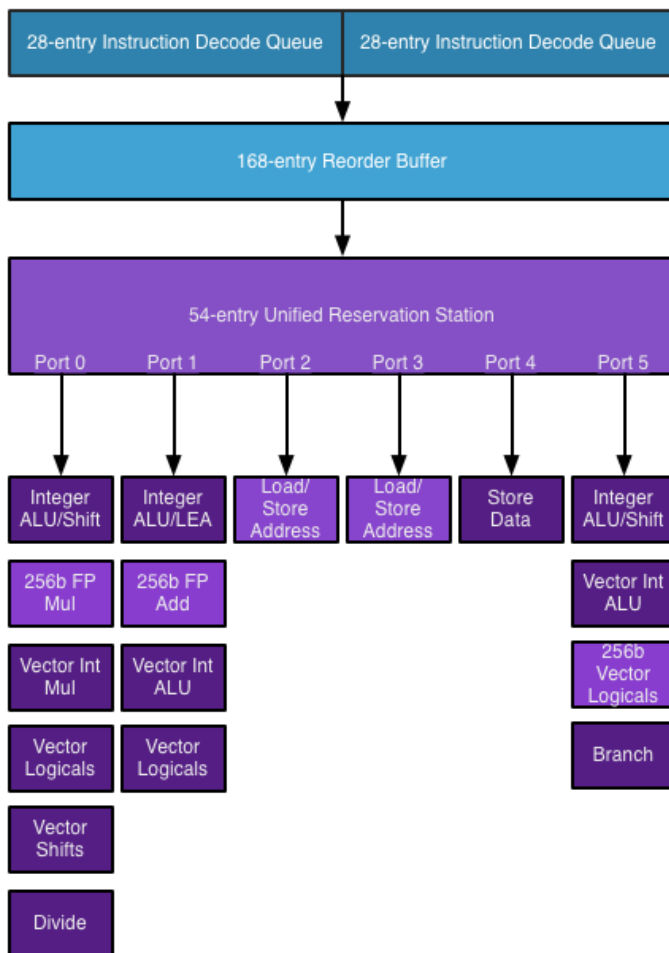 28-entry Instruction Decode Queue 28-entry Instruction Decode Queue
168-entry Reorder Buffer
54-entry Unified Reservation Station
Port 0 Port 1 Port 2 Port 3 Port 4 Port 5
Integer
ALU/Shift
Integer
ALU/LEA
Load/
Store
Address
Load/
Store
Address
Store
Data
Integer
ALU/Shift
256b FP
Mul
256b FP
Add
Vector Int
ALU
Vector Int
Mul
Vector Int
ALU
256b
Vector
Logicals
Vector
Logicals
Vector
Logicals
Branch
Vector
Shifts
Divide